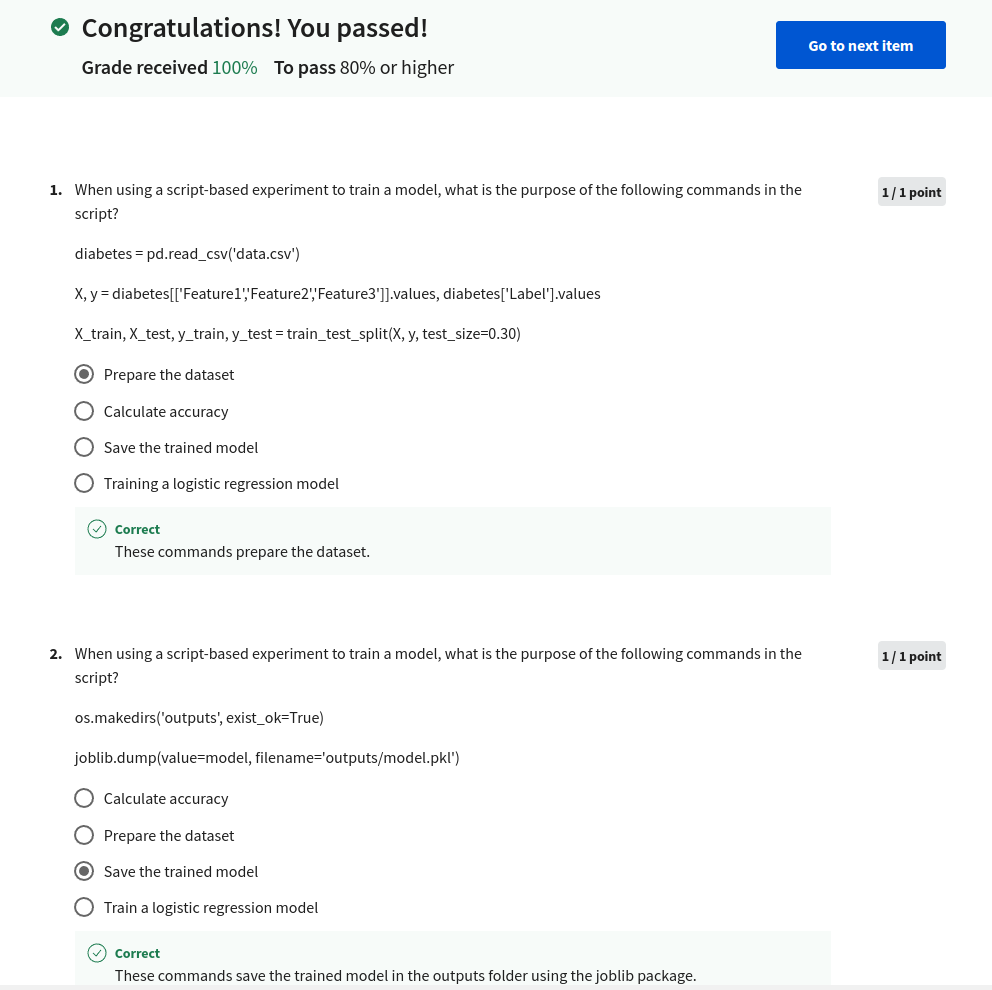 Congratulations! You passed!
Go to next item
Grade received 100% To pass 80% or higher
1. When using a script-based experiment to train a model, what is the purpose of the following commands in the
script?
1 / 1 point
diabetes = pd.read_csv('data.csv')
X, y = diabetes[['Feature1','Feature2','Feature3']].values, diabetes['Label'].values
X_train, X_test, y_train, y_test = train_test_split(X, y, test_size=0.30)
Prepare the dataset
Calculate accuracy
Save the trained model
Training a logistic regression model
Correct
These commands prepare the dataset.
2. When using a script-based experiment to train a model, what is the purpose of the following commands in the
script?
1 / 1 point
os.makedirs('outputs', exist_ok=True)
joblib.dump(value=model, filename='outputs/model.pkl')
Calculate accuracy
Prepare the dataset
Save the trained model
Train a logistic regression model
Correct
These commands save the trained model in the outputs folder using the joblib package.